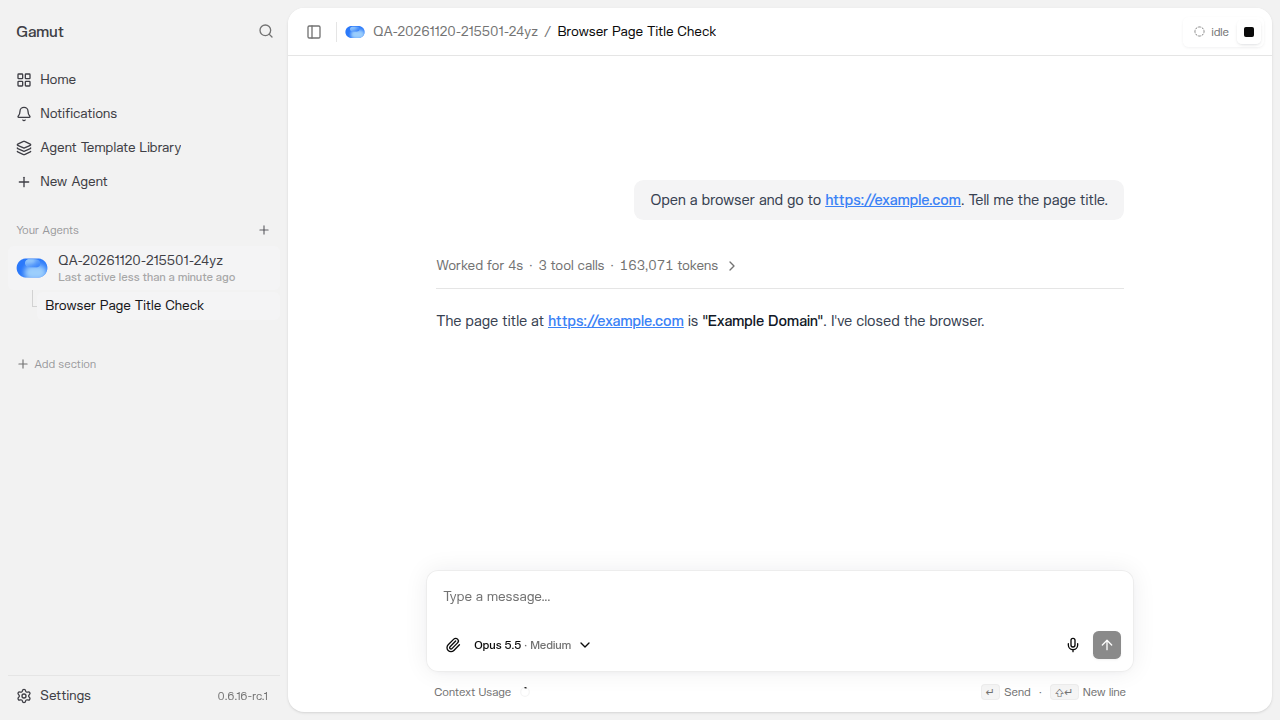 Gamut
QA-20261120-215501-24yz / Browser Page Title Check
idle
Home
Notifications
Agent Template Library
New Agent
Your Agents
QA-20261120-215501-24yz
Last active less than a minute ago
Browser Page Title Check
Add section
Settings
0.6.16-rc.1
Open a browser and go to https://example.com. Tell me the page title.
Worked for 4s · 3 tool calls · 163,071 tokens
The page title at https://example.com is "Example Domain". I've closed the browser.
Type a message...
Opus 5.5 · Medium
Context Usage
Send · New line